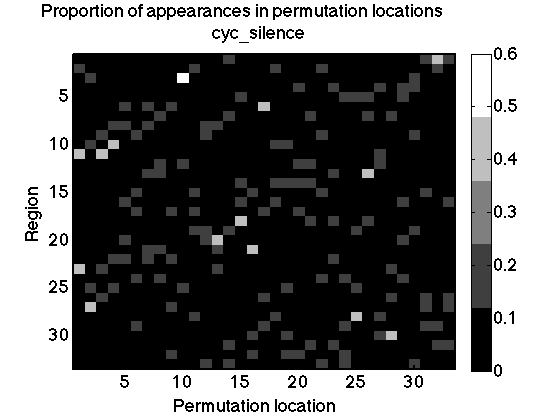 Proportion of appearances in permutation locations
cyc_silence
Region
5
10
15
20
25
30
5 10 15 20 25 30
Permutation location
0.6
0.5
0.4
0.3
0.2
0.1
0